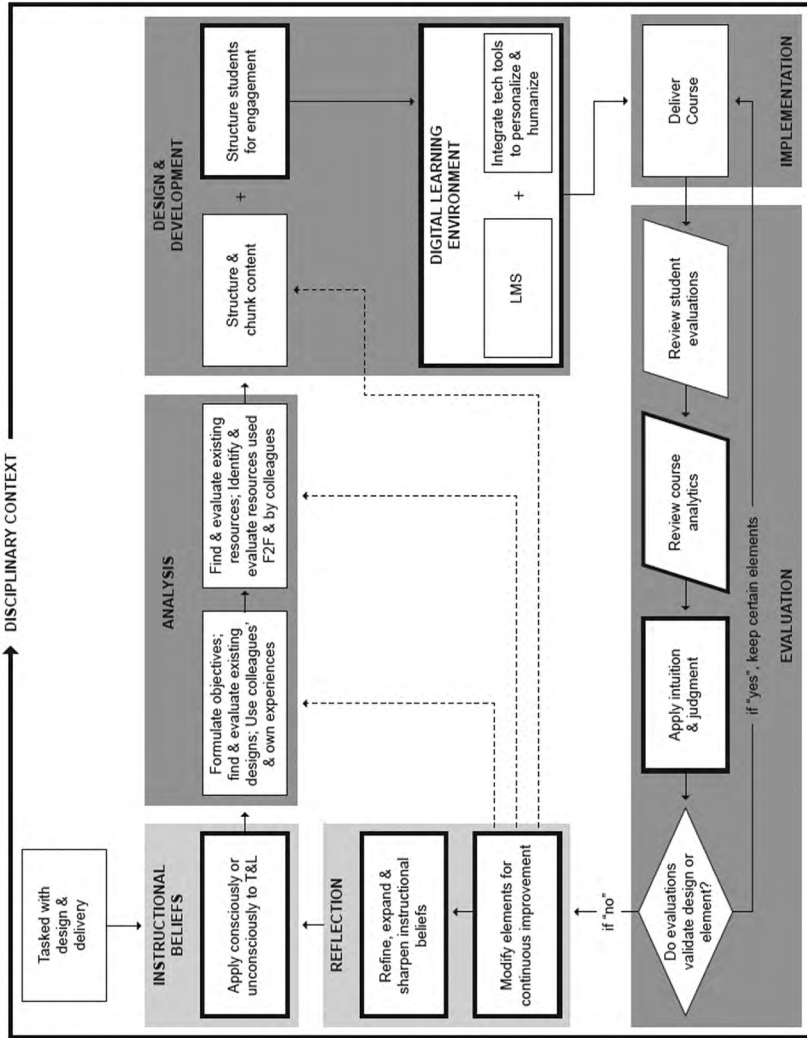 DISCIPLINARY CONTEXT
Tasked with
design &
delivery
INSTRUCTIONAL
BELIEFS
Apply consciously or
unconsciously to T&L
ANALYSIS
Formulate objectives;
find & evaluate existing
designs; Use colleagues'
& own experiences
Find & evaluate existing
resources; Identify &
evaluate resources used
F2F & by colleagues
DESIGN &
DEVELOPMENT
Structure &
chunk content
+
Structure students
for engagement
DIGITAL LEARNING
ENVIRONMENT
LMS
+
Integrate tech tools
to personalize &
humanize
REFLECTION
Refine, expand &
sharpen instructional
beliefs
Modify elements for
continuous improvement
if "no"
Do evaluations
validate design or
element?
Apply intuition
& judgment
Review course
analytics
Review student
evaluations
Deliver
Course
if "yes", keep certain elements
EVALUATION
IMPLEMENTATION